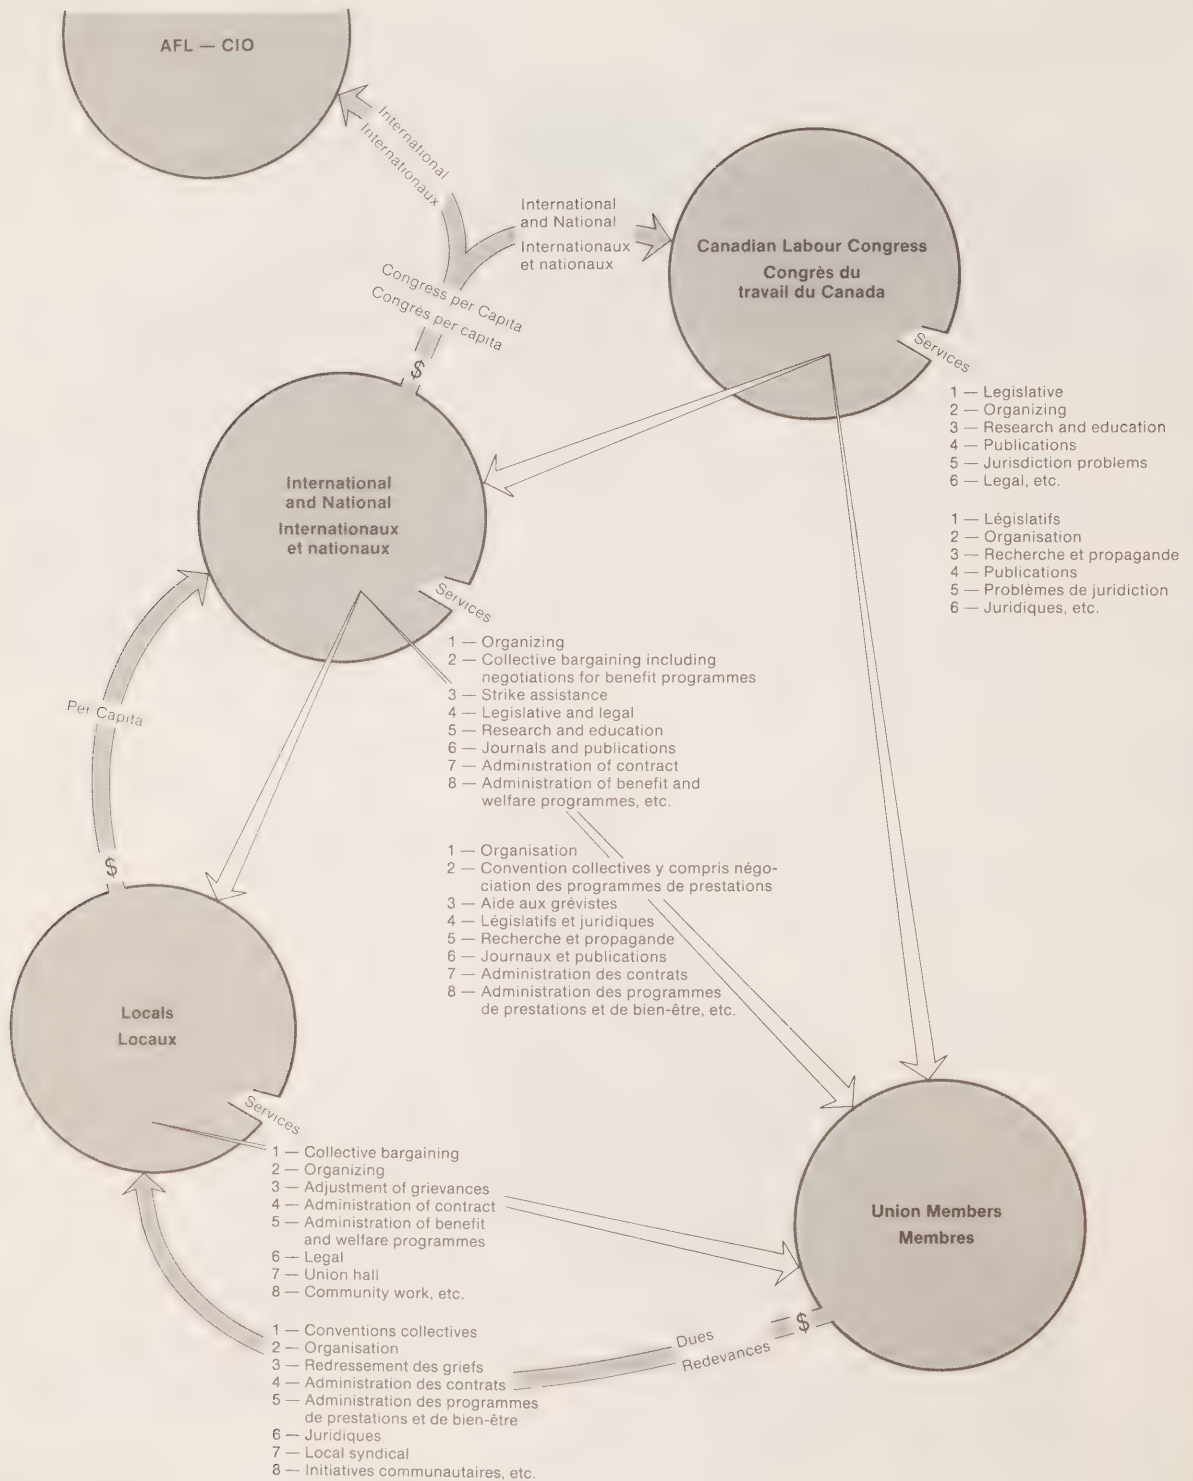 AFL — CIO
International
Internationaux
International
and National
Internationaux
et nationaux
Canadian Labour Congress
Congrès du
travail du Canada
Congress per Capita
Congrès per capita
$
Services
1 — Legislative
2 — Organizing
3 — Research and education
4 — Publications
5 — Jurisdiction problems
6 — Legal, etc.
1 — Législatifs
2 — Organisation
3 — Recherche et propagande
4 — Publications
5 — Problèmes de juridiction
6 — Juridiques, etc.
International
and National
Internationaux
et nationaux
Services
1 — Organizing
2 — Collective bargaining including
negotiations for benefit programmes
3 — Strike assistance
4 — Legislative and legal
5 — Research and education
6 — Journals and publications
7 — Administration of contract
8 — Administration of benefit and
welfare programmes, etc.
1 — Organisation
2 — Convention collectives y compris négo-
ciation des programmes de prestations
3 — Aide aux grévistes
4 — Législatifs et juridiques
5 — Recherche et propagande
6 — Journaux et publications
7 — Administration des contrats
8 — Administration des programmes
de prestations et de bien-être, etc.
Per Capita
$
Locals
Locaux
Services
1 — Collective bargaining
2 — Organizing
3 — Adjustment of grievances
4 — Administration of contract
5 — Administration of benefit
and welfare programmes
6 — Legal
7 — Union hall
8 — Community work, etc.
1 — Conventions collectives
2 — Organisation
3 — Redressement des griefs
4 — Administration des contrats
5 — Administration des programmes
de prestations et de bien-être
6 — Juridiques
7 — Local syndical
8 — Initiatives communautaires, etc.
Union Members
Membres
$
Dues
Redevances